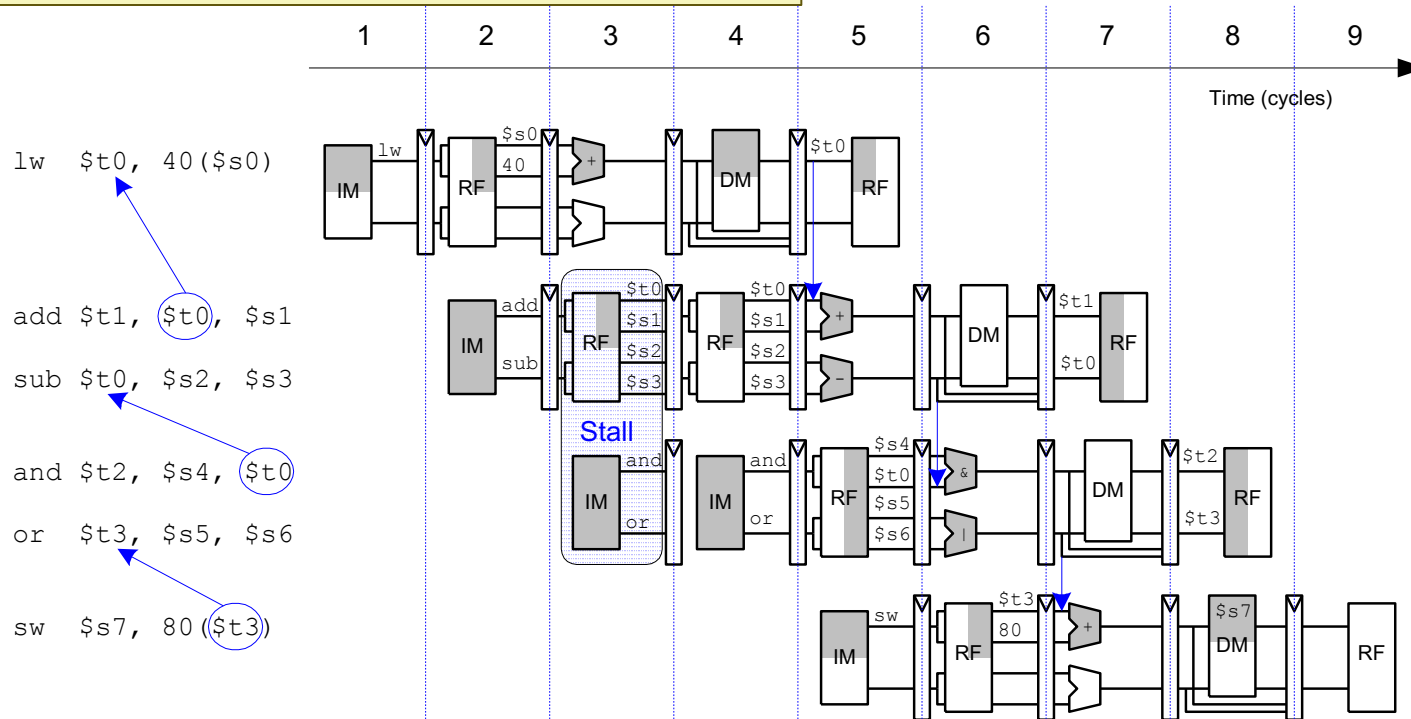 1 2 3 4 5 6 7 8 9
Time (cycles)
lw $t0, 40($s0)
IM lw RF $s0 40 + DM $t0 RF
add $t1, $t0, $s1
sub $t0, $s2, $s3
IM add sub RF $t0 $s1 $s2 $s3 RF $t0 $s1 $s2 $s3 + - DM $t1 $t0 RF
Stall
and $t2, $s4, $t0
or $t3, $s5, $s6
IM and or IM and or RF $s4 $t0 $s5 $s6 & | DM $t2 $t3 RF
sw $s7, 80($t3)
IM sw RF $t3 80 + $s7 DM RF